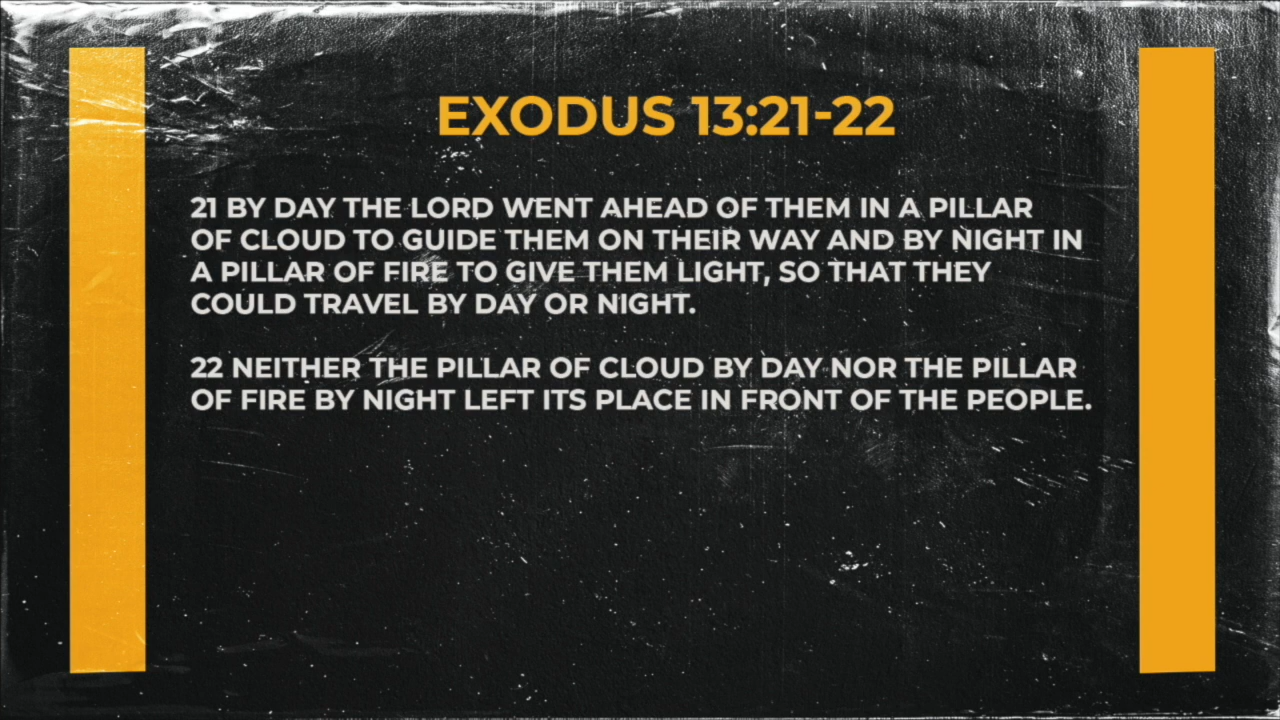 EXODUS 13:21-22
21 BY DAY THE LORD WENT AHEAD OF THEM IN A PILLAR
OF CLOUD TO GUIDE THEM ON THEIR WAY AND BY NIGHT IN
A PILLAR OF FIRE TO GIVE THEM LIGHT, SO THAT THEY
COULD TRAVEL BY DAY OR NIGHT.
22 NEITHER THE PILLAR OF CLOUD BY DAY NOR THE PILLAR
OF FIRE BY NIGHT LEFT ITS PLACE IN FRONT OF THE PEOPLE.